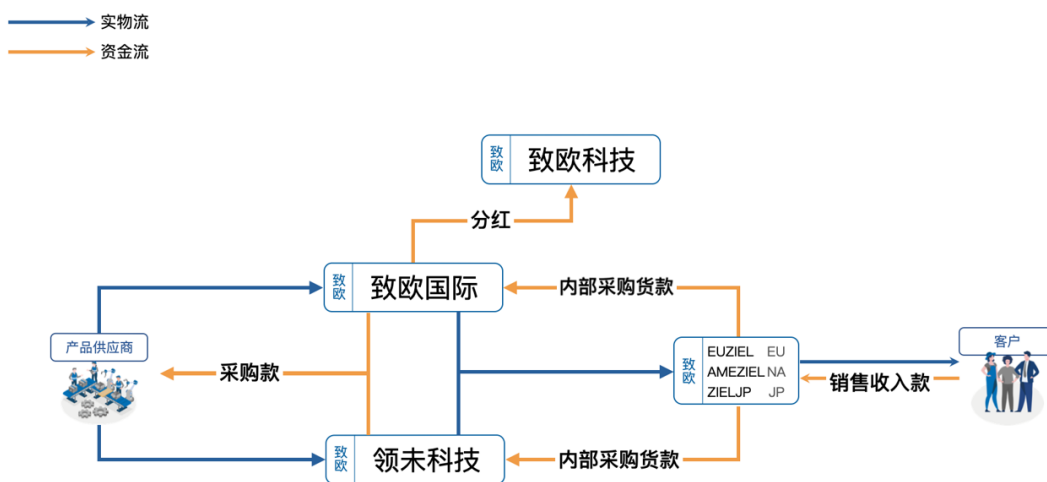 实物流
资金流
致欧 致欧科技
分红
致欧 致欧国际
内部采购货款
产品供应商
采购款
致欧
EUZIEL EU
AMEZIEL NA
ZIELJP JP
客户
销售收入款
致欧 领未科技
内部采购货款